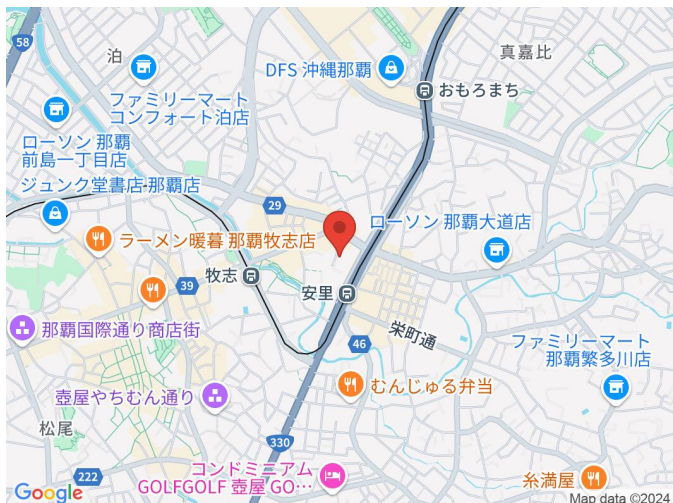 58
泊
真嘉比
DFS 沖縄那覇
おもろまち
ファミリーマート
コンフォート泊店
ローソン 那覇
前島一丁目店
ジュンク堂書店 那覇店
29
ローソン 那覇大道店
ラーメン暖暮 那覇牧志店
牧志
39
安里
那覇国際通り商店街
栄町通
46
ファミリーマート
那覇繁多川店
むんじゅる弁当
壺屋やちむん通り
松尾
330
222
コンドミニアム
GOLFGOLF 壺屋 GO…
糸満屋
Google
Map data ©2024